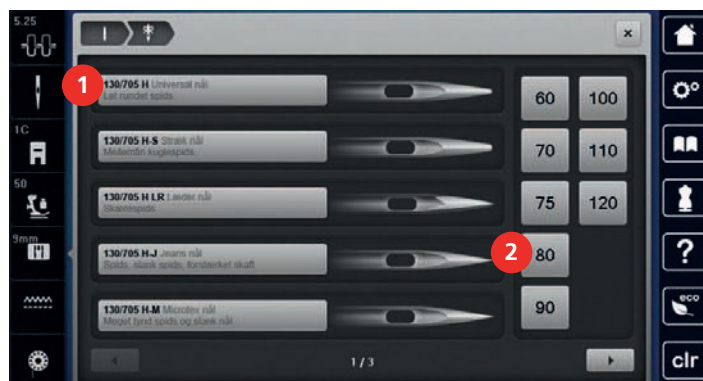 5.25
1C
50
9mm
×
1
130/705 H Universal nål
Let rundet spids
130/705 H-S Stræk nål
Mellemfin kuglespids
130/705 H LR Læder nål
Skærespids
130/705 H-J Jeans nål
Spids, slank spids, forstærket skaft
130/705 H-M Microtex nål
Meget tynd spids og slank nål
60 100
70 110
75 120
2
80
90
1 / 3
?
eco
clr